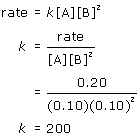 rate = k[A][B]²
k = rate
[A][B]²
= 0.20
(0.10)(0.10)²
k = 200